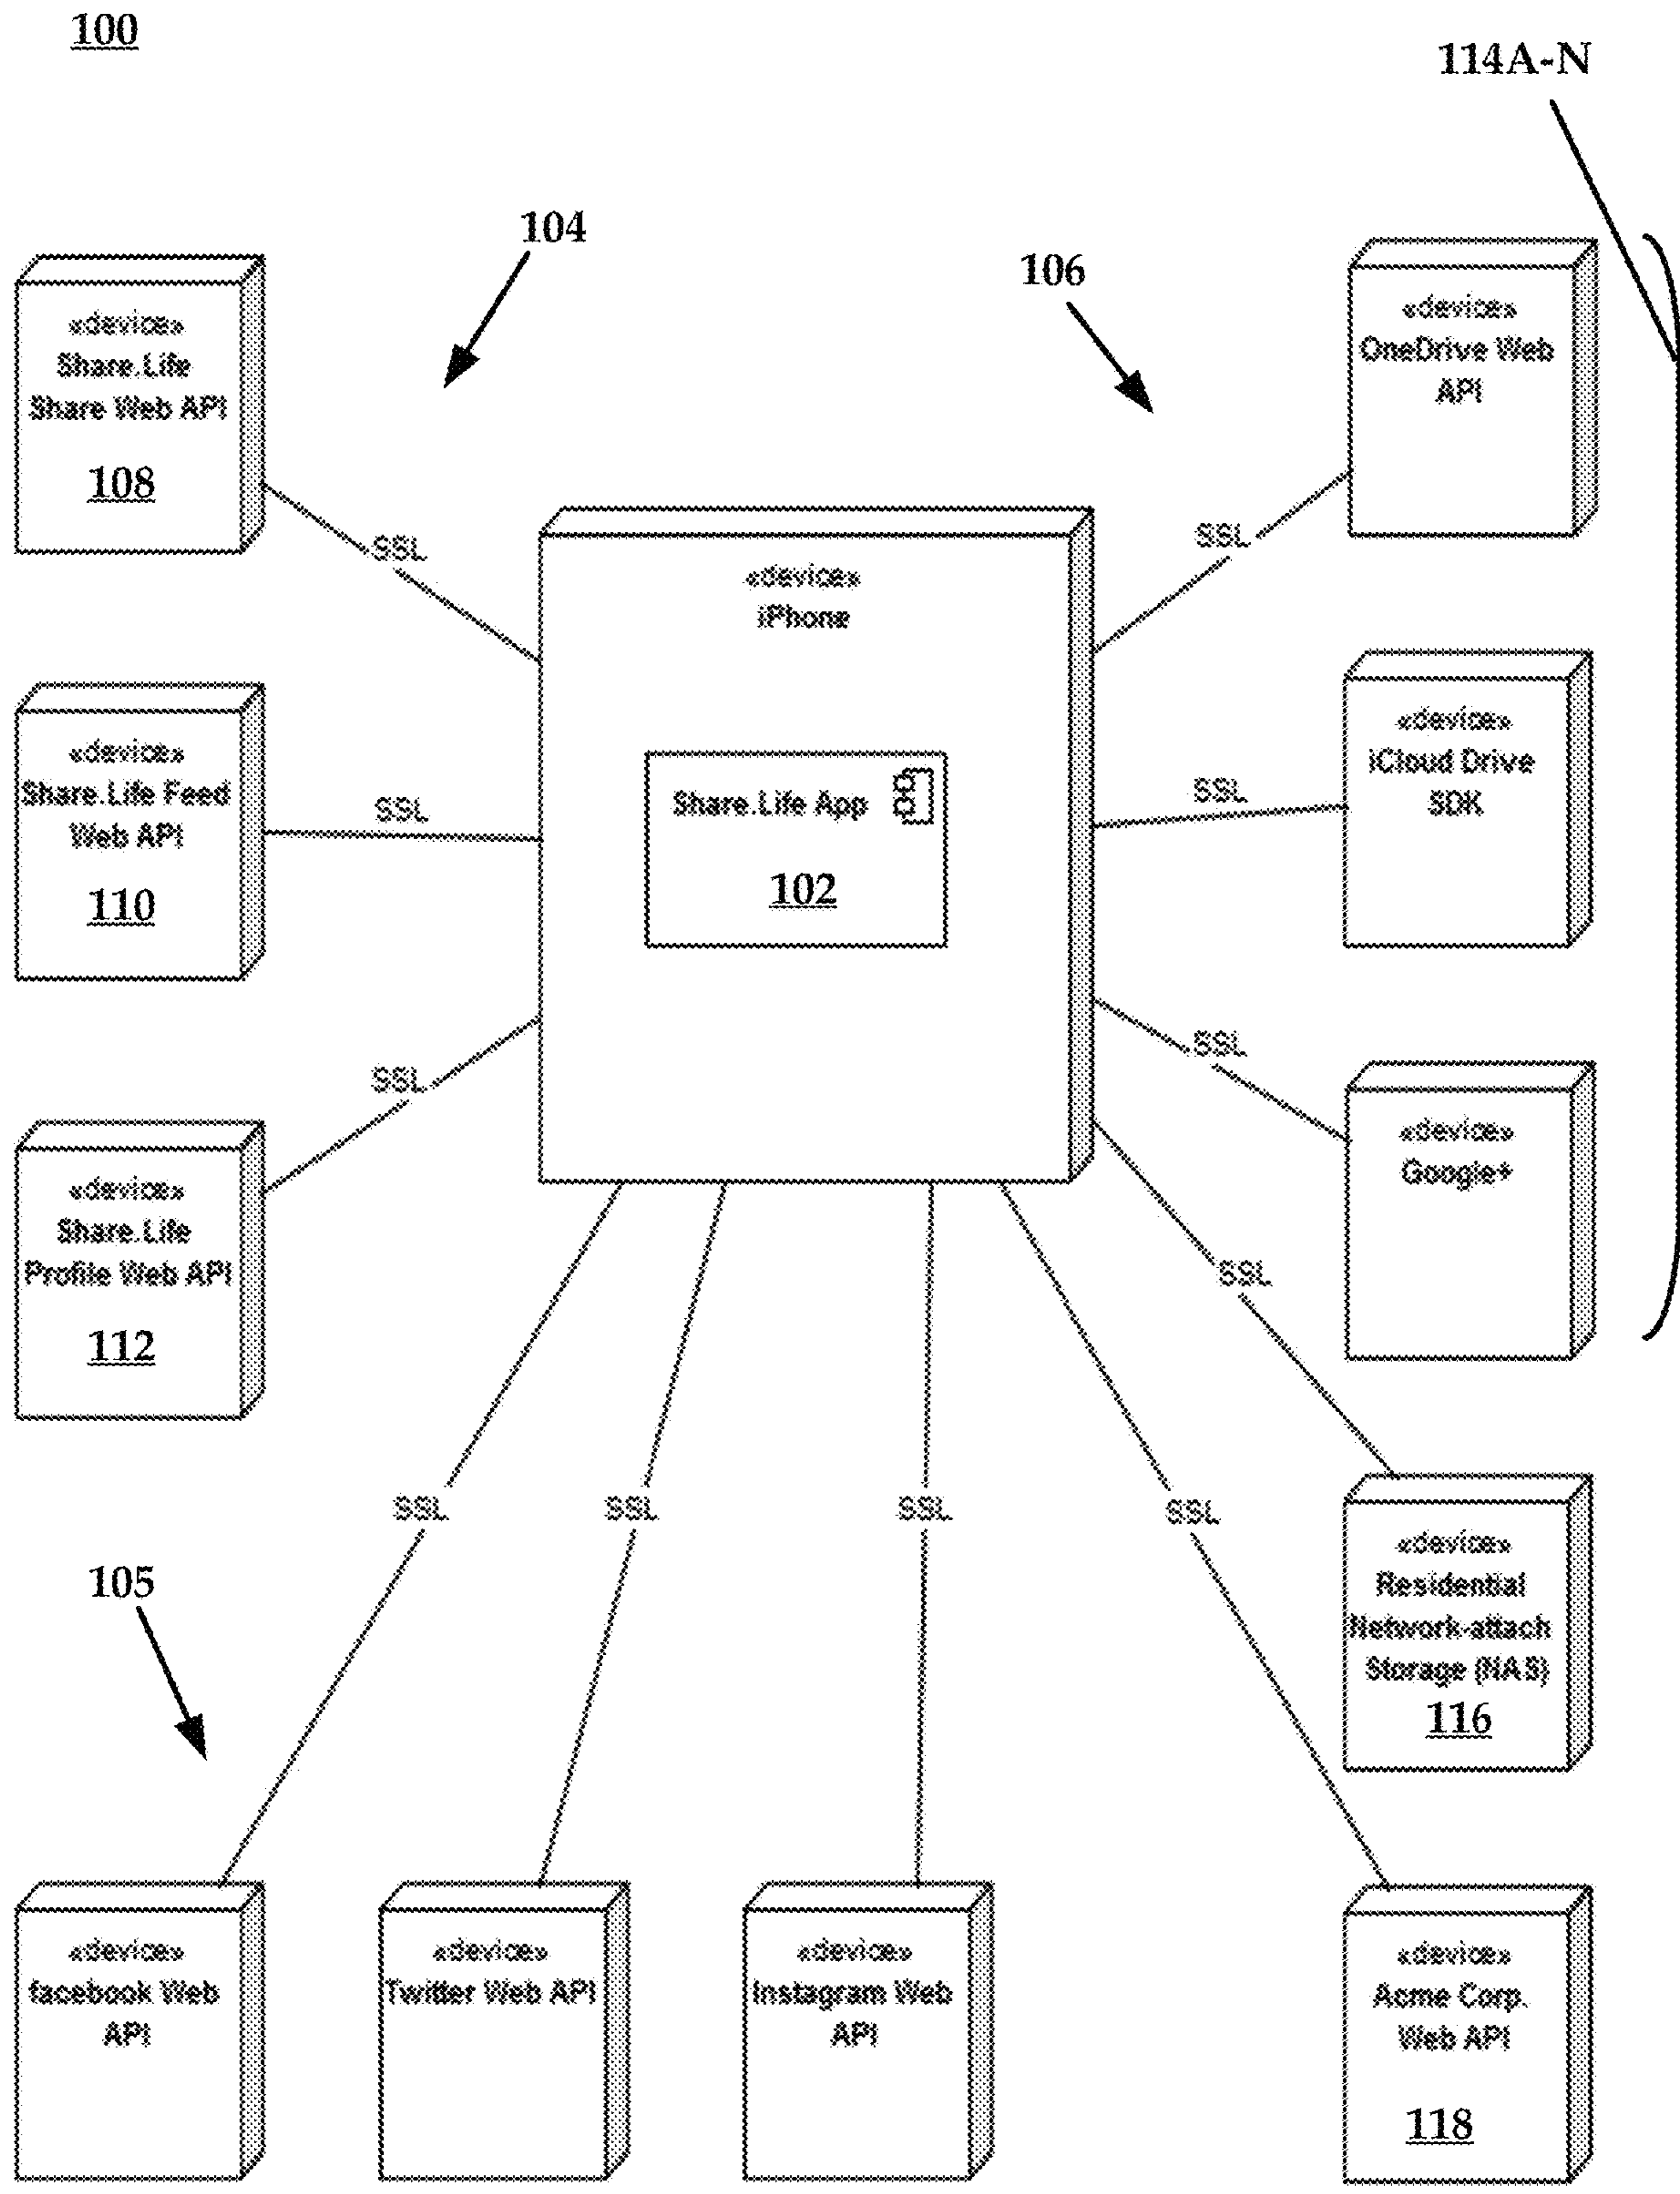 100
114A-N
104
106
«device»
Share.Life
Share Web API
108
«device»
OneDrive Web
API
SSL
SSL
«device»
iPhone
«device»
Share.Life Feed
Web API
110
SSL
Share.Life App
102
SSL
«device»
iCloud Drive
SDK
SSL
SSL
«device»
Share.Life
Profile Web API
112
«device»
Google+
SSL
SSL
SSL
SSL
SSL
105
«device»
Residential
Network-attach
Storage (NAS)
116
«device»
facebook Web
API
«device»
Twitter Web API
«device»
Instagram Web
API
«device»
Acme Corp.
Web API
118